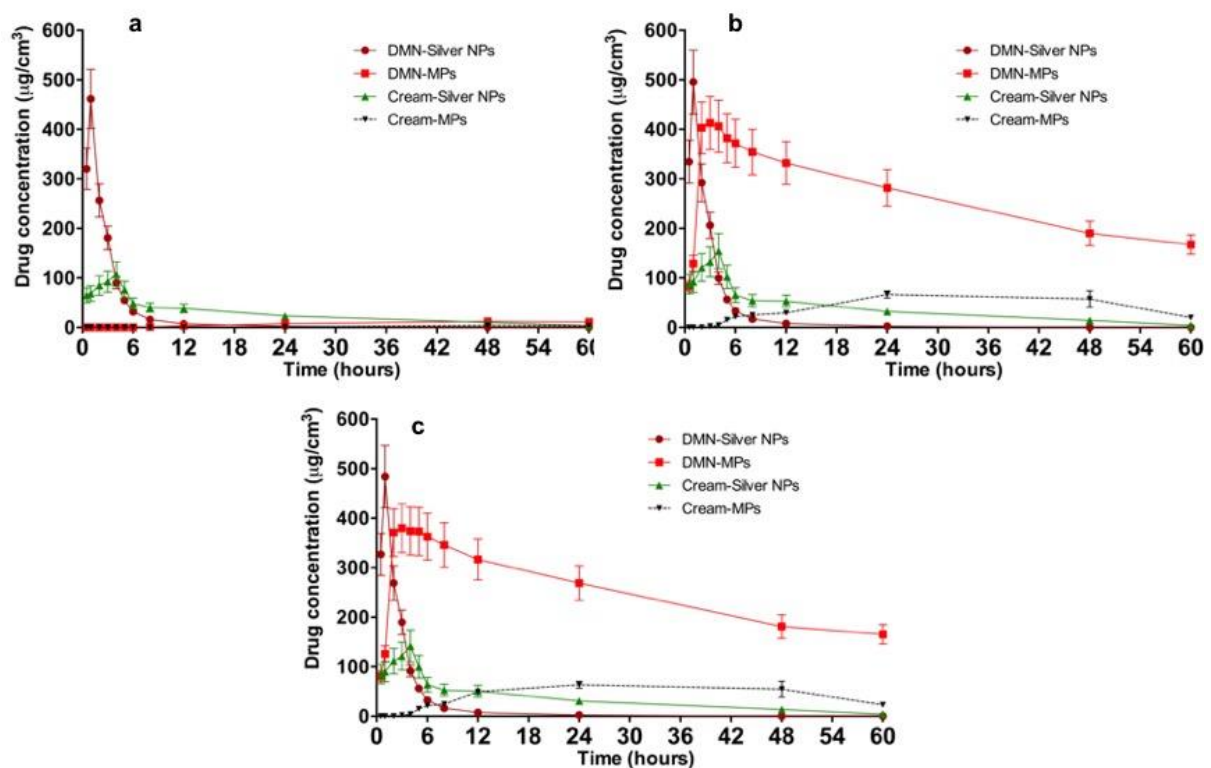 a
600
500
400
300
200
100
0
Drug concentration (μg/cm³)
DMN-Silver NPs
DMN-MPs
Cream-Silver NPs
Cream-MPs
0 6 12 18 24 30 36 42 48 54 60
Time (hours)
b
600
500
400
300
200
100
0
Drug concentration (μg/cm³)
DMN-Silver NPs
DMN-MPs
Cream-Silver NPs
Cream-MPs
0 6 12 18 24 30 36 42 48 54 60
Time (hours)
c
600
500
400
300
200
100
0
Drug concentration (μg/cm³)
DMN-Silver NPs
DMN-MPs
Cream-Silver NPs
Cream-MPs
0 6 12 18 24 30 36 42 48 54 60
Time (hours)